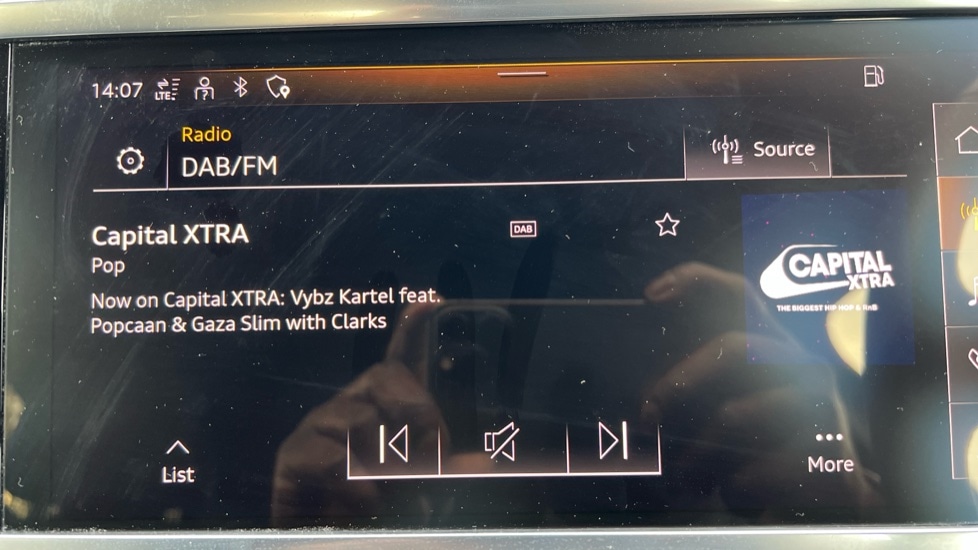 14:07 LTE
Radio
DAB/FM
Source
Capital XTRA
DAB
Pop
Now on Capital XTRA: Vybz Kartel feat.
Popcaan & Gaza Slim with Clarks
CAPITAL
XTRA
THE BIGGEST HIP HOP & RnB
List
More